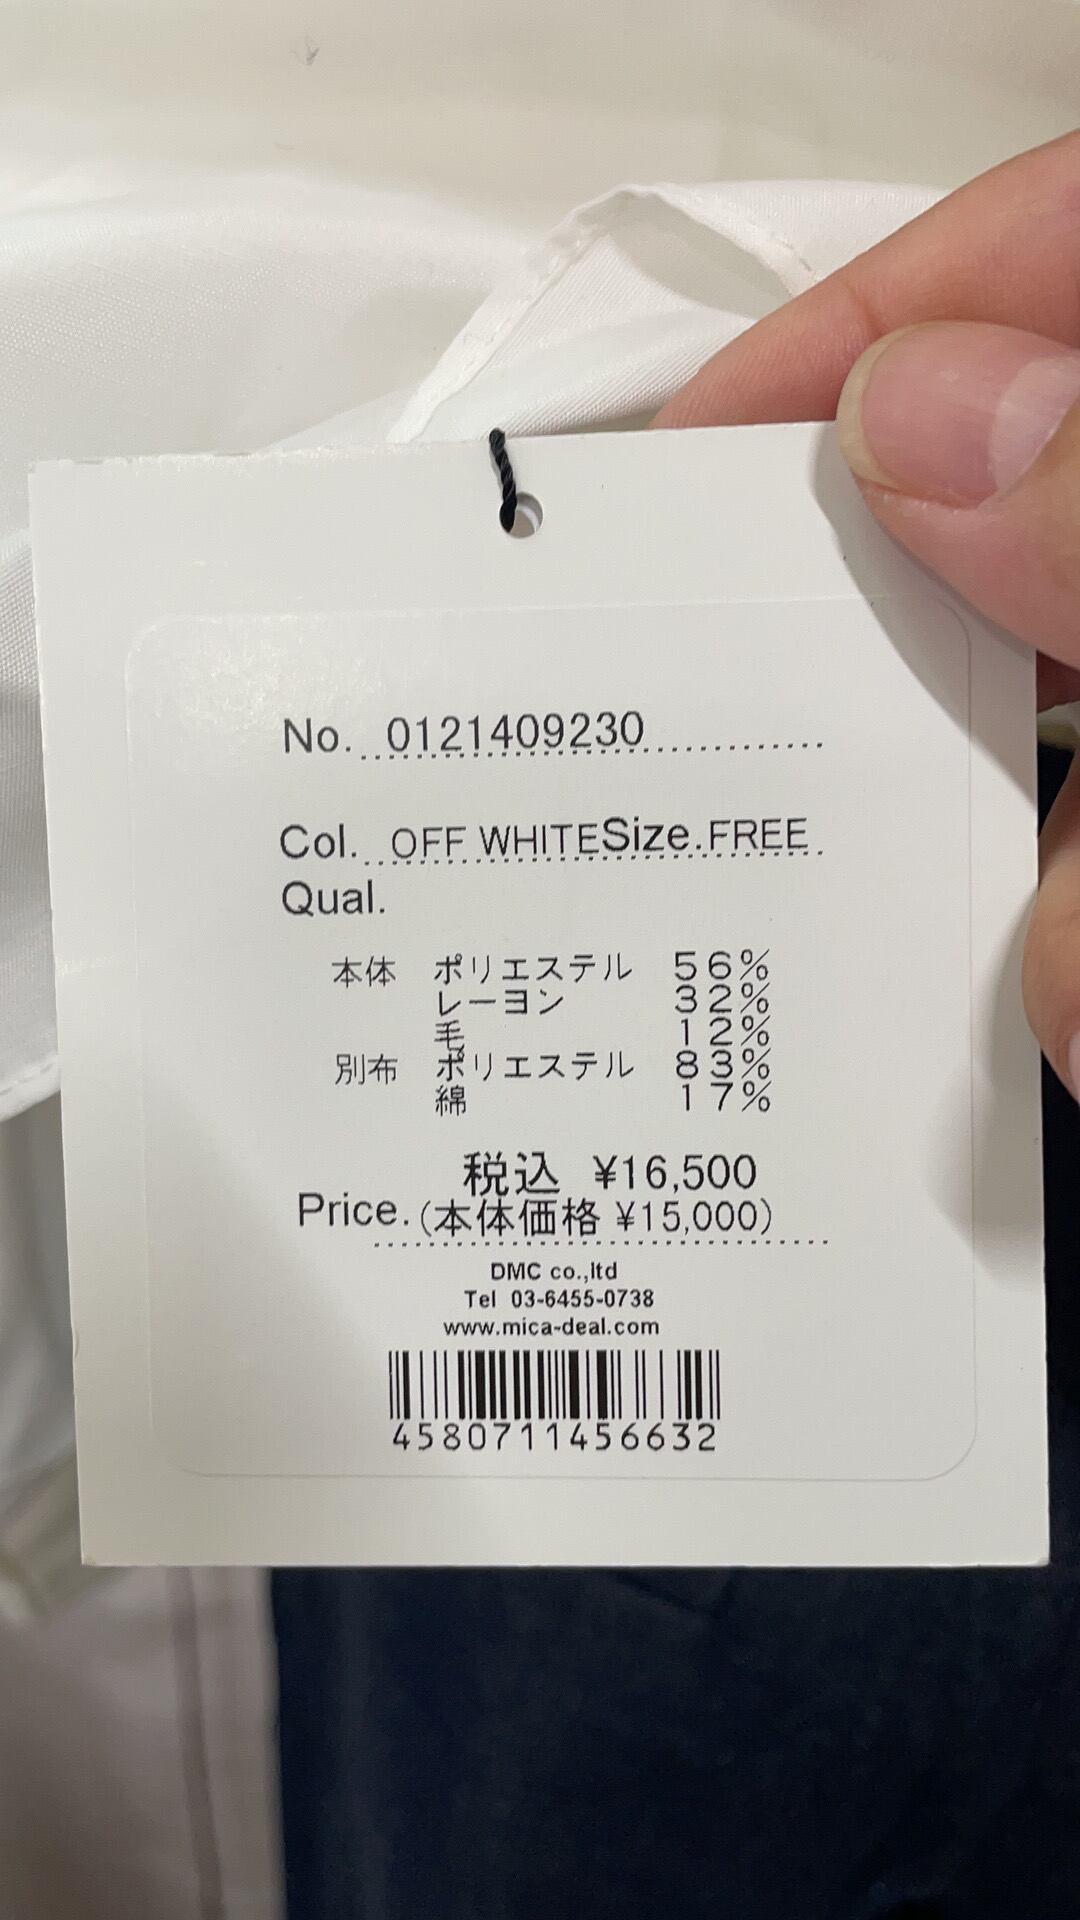 No. 0121409230
Col. OFF WHITE Size. FREE
Qual.
本体 ポリエステル 56%
レーヨン 32%
毛 12%
別布 ポリエステル 83%
綿 17%
税込 ¥16,500
Price. (本体価格 ¥15,000)
DMC co.,ltd
Tel 03-6455-0738
www.mica-deal.com
4580711456632